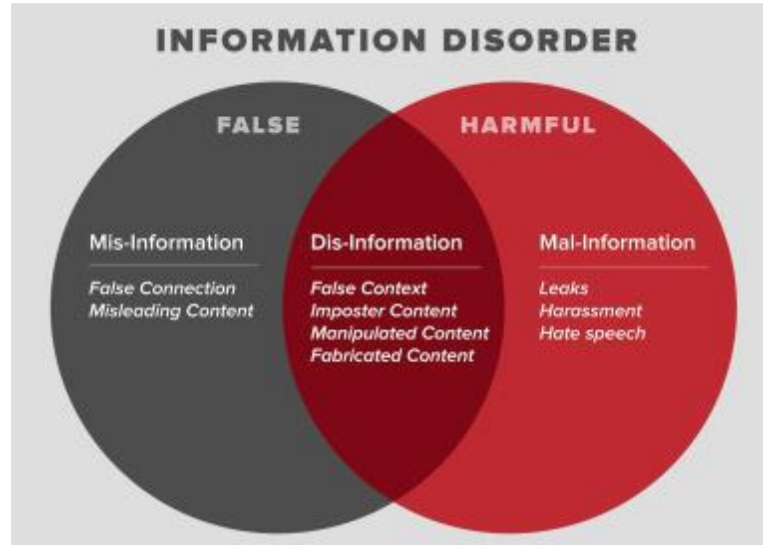 INFORMATION DISORDER
FALSE
HARMFUL
Mis-Information
False Connection
Misleading Content
Dis-Information
False Context
Imposter Content
Manipulated Content
Fabricated Content
Mal-Information
Leaks
Harassment
Hate speech